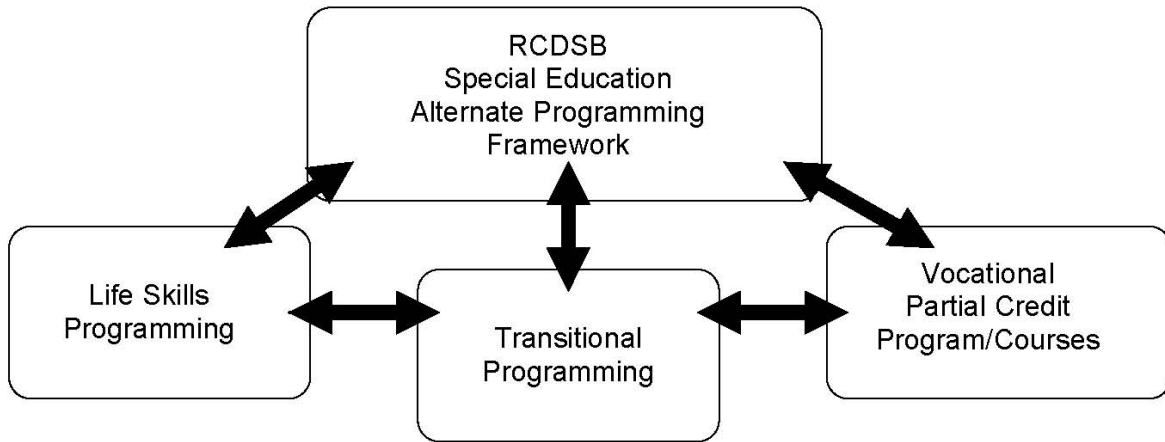 RCDSB
Special Education
Alternate Programming
Framework
Life Skills
Programming
Transitional
Programming
Vocational
Partial Credit
Program/Courses